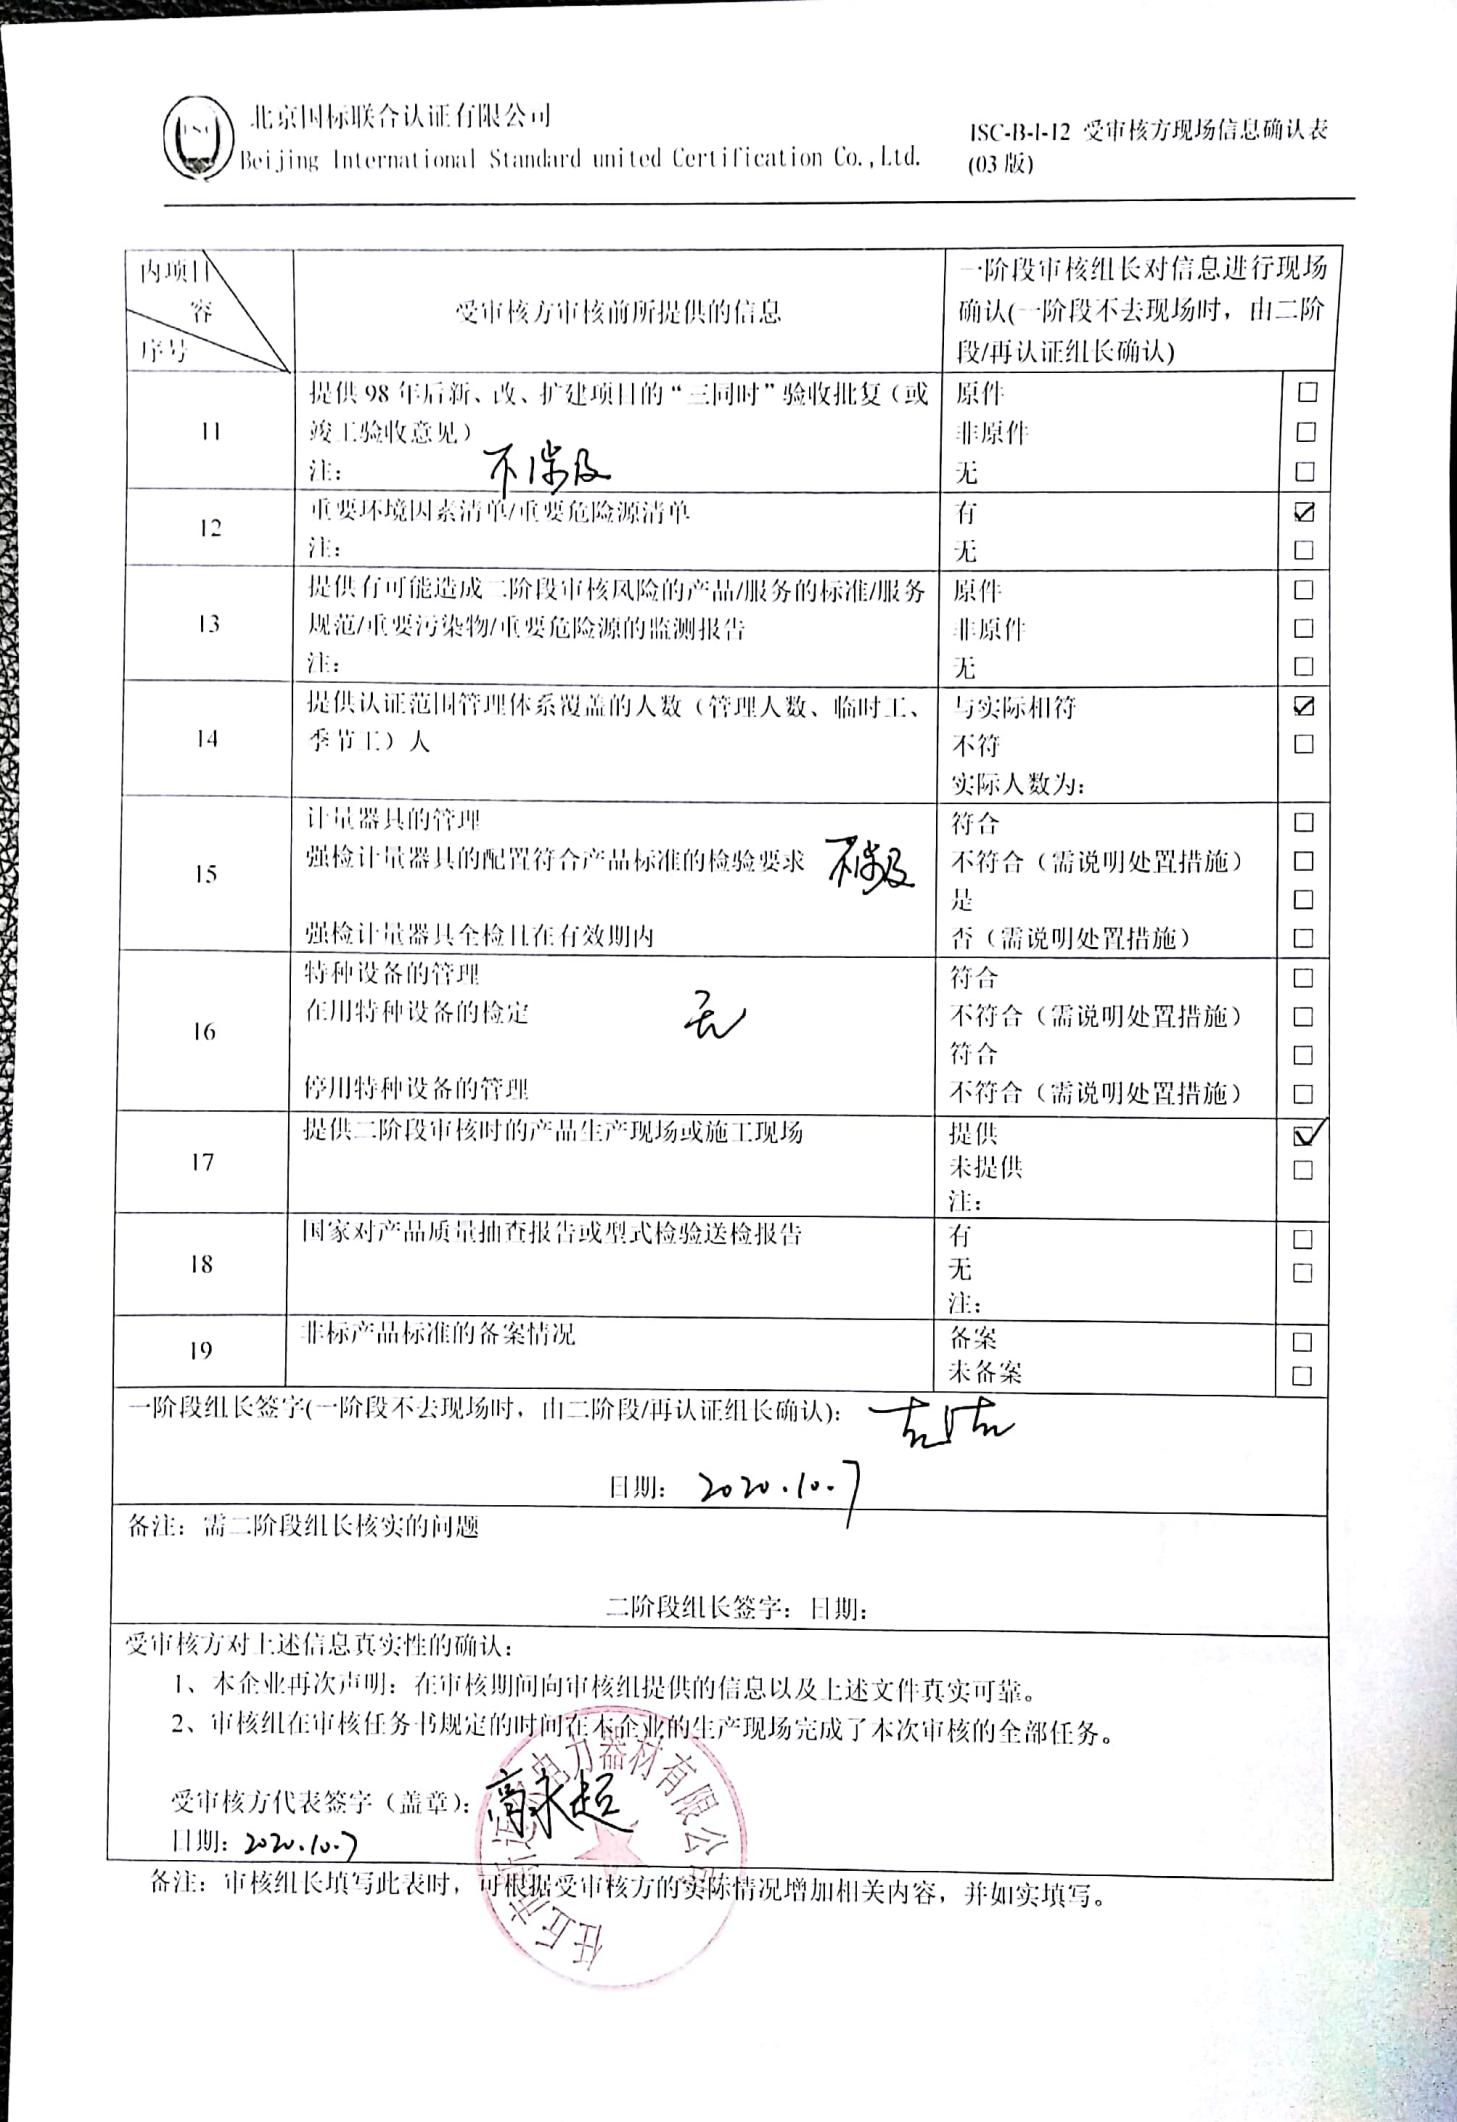 北京国标联合认证有限公司
Beijing International Standard united Certification Co.,Ltd.
ISC-B-I-12 受审核方现场信息确认表
(03 版)
ISC
内项目
容
序号
受审核方审核前所提供的信息
一阶段审核组长对信息进行现场
确认(一阶段不去现场时，由二阶
段/再认证组长确认)
11
提供 98 年后新、改、扩建项目的“三同时”验收批复（或
竣工验收意见）
注： 不涉及
原件 □
非原件 □
无 □
12
重要环境因素清单/重要危险源清单
注：
有 ☑
无 □
13
提供有可能造成二阶段审核风险的产品/服务的标准/服务
规范/重要污染物/重要危险源的监测报告
注：
原件 □
非原件 □
无 □
14
提供认证范围管理体系覆盖的人数（管理人数、临时工、
季节工）人
与实际相符 ☑
不符 □
实际人数为：
15
计量器具的管理
强检计量器具的配置符合产品标准的检验要求 不涉及
强检计量器具全检且在有效期内
符合 □
不符合（需说明处置措施） □
是 □
否（需说明处置措施） □
16
特种设备的管理
在用特种设备的检定 无
停用特种设备的管理
符合 □
不符合（需说明处置措施） □
符合 □
不符合（需说明处置措施） □
17
提供二阶段审核时的产品生产现场或施工现场
提供 ☑
未提供 □
注：
18
国家对产品质量抽查报告或型式检验送检报告
有 □
无 □
注：
19
非标产品标准的备案情况
备案 □
未备案 □
一阶段组长签字(一阶段不去现场时，由二阶段/再认证组长确认)：
日期： 2020.10.7
备注：需二阶段组长核实的问题
二阶段组长签字：日期：
受审核方对上述信息真实性的确认：
1、本企业再次声明：在审核期间向审核组提供的信息以及上述文件真实可靠。
2、审核组在审核任务书规定的时间在本企业的生产现场完成了本次审核的全部任务。
受审核方代表签字（盖章）：高永超
日期：2020.10.7
备注：审核组长填写此表时，可根据受审核方的实际情况增加相关内容，并如实填写。